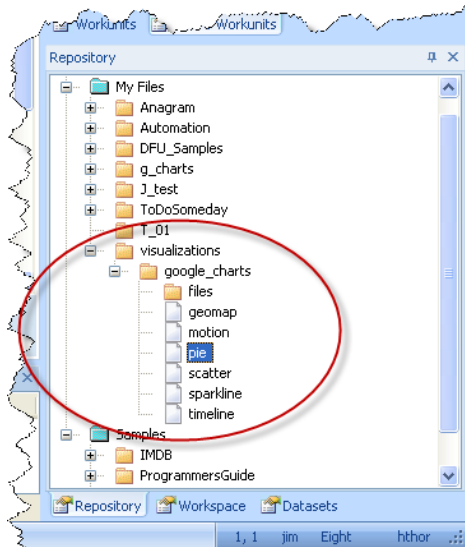 Workunits Workunits
Repository
My Files
Anagram
Automation
DFU_Samples
g_charts
J_test
ToDoSomeday
T_01
visualizations
google_charts
files
geomap
motion
pie
scatter
sparkline
timeline
Samples
IMDB
ProgrammersGuide
Repository Workspace Datasets
1, 1 jim Eight hthor